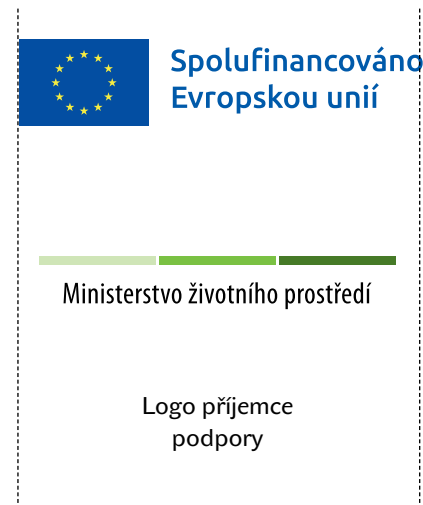 Spolufinancováno
Evropskou unií
Ministerstvo životního prostředí
Logo příjemce
podpory